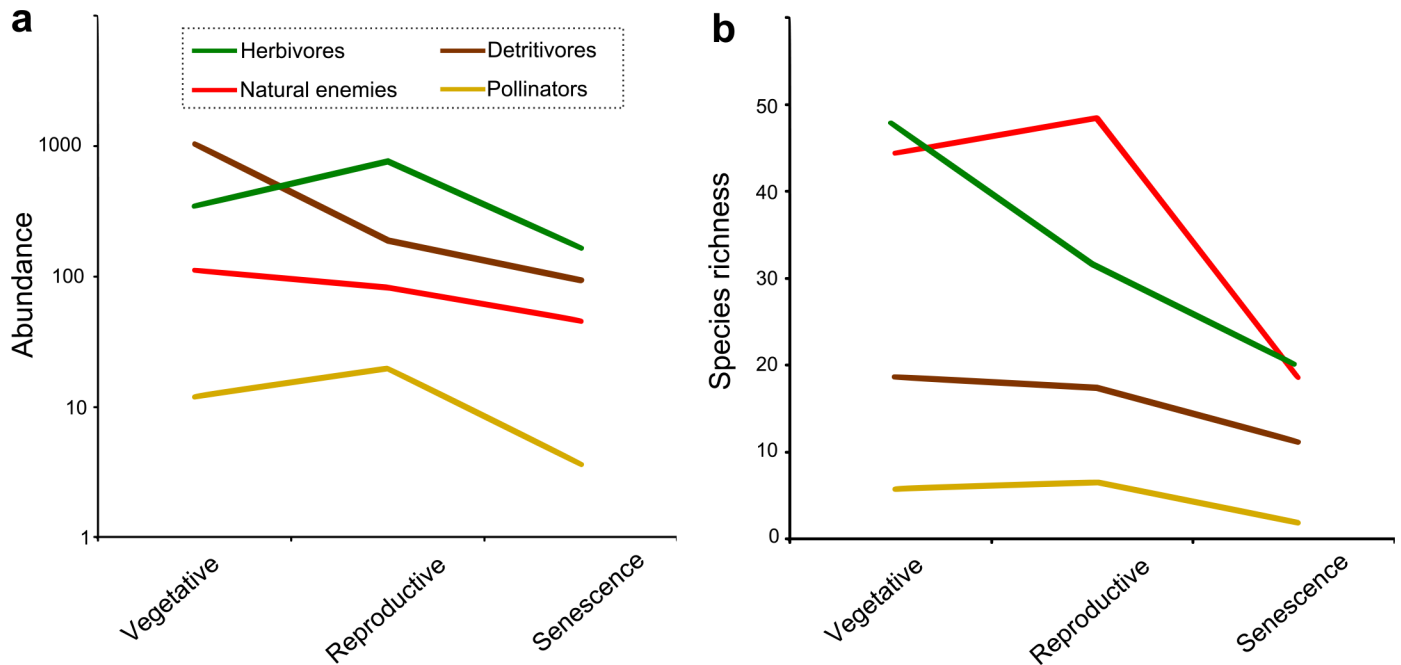 a
Herbivores
Detritivores
Natural enemies
Pollinators
Abundance
1000
100
10
1
Vegetative
Reproductive
Senescence
b
Species richness
50
40
30
20
10
0
Vegetative
Reproductive
Senescence